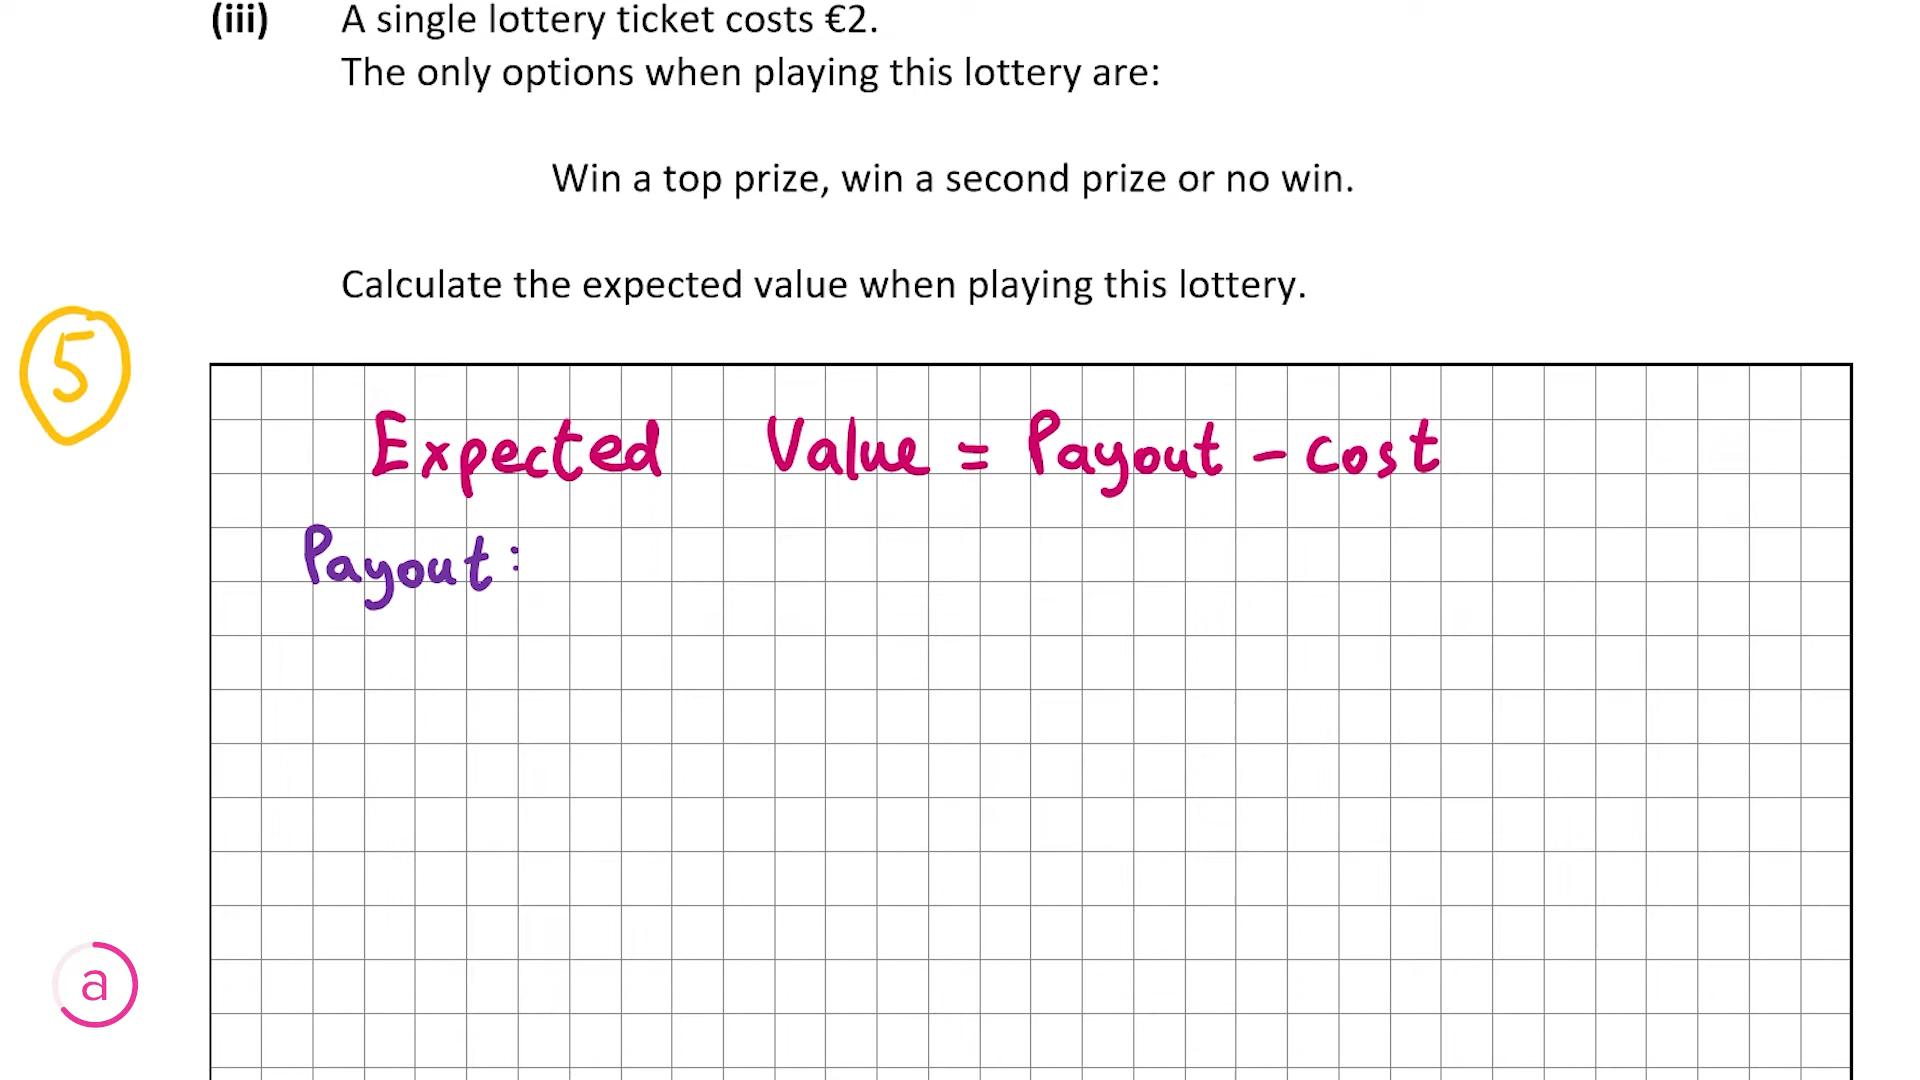 (iii) A single lottery ticket costs €2.
The only options when playing this lottery are:
Win a top prize, win a second prize or no win.
Calculate the expected value when playing this lottery.
5
Expected Value = Payout - Cost
Payout :
a